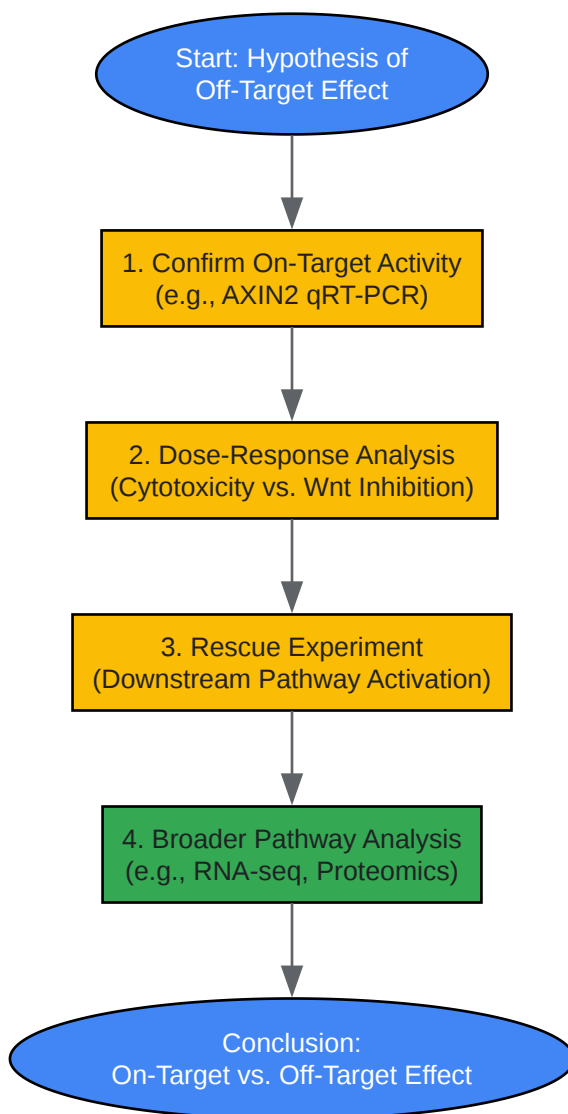 Start: Hypothesis of
Off-Target Effect
1. Confirm On-Target Activity
(e.g., AXIN2 qRT-PCR)
2. Dose-Response Analysis
(Cytotoxicity vs. Wnt Inhibition)
3. Rescue Experiment
(Downstream Pathway Activation)
4. Broader Pathway Analysis
(e.g., RNA-seq, Proteomics)
Conclusion:
On-Target vs. Off-Target Effect